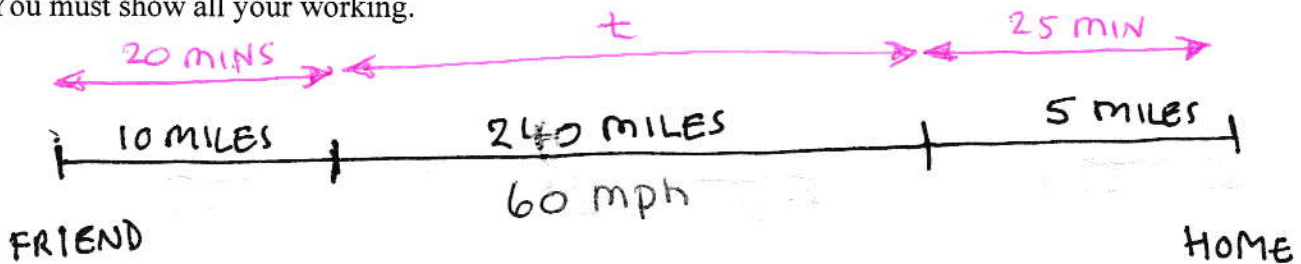 You must show all your working.
20 MINS t 25 MIN
10 MILES 240 MILES 5 MILES
60 mph
FRIEND HOME